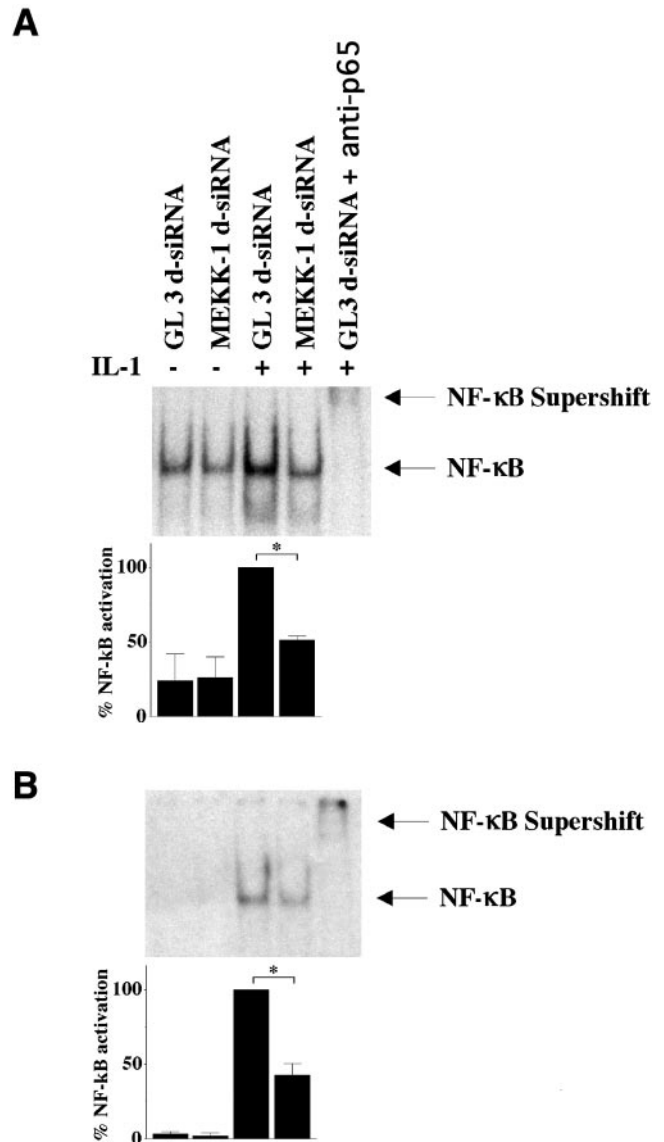 A
GL 3 d-siRNA
MEKK-1 d-siRNA
GL 3 d-siRNA
MEKK-1 d-siRNA
GL3 d-siRNA + anti-p65
IL-1 - - + + +
NF-κB Supershift
NF-κB
% NF-kB activation
100
50
0
*
B
NF-κB Supershift
NF-κB
% NF-kB activation
100
50
0
*